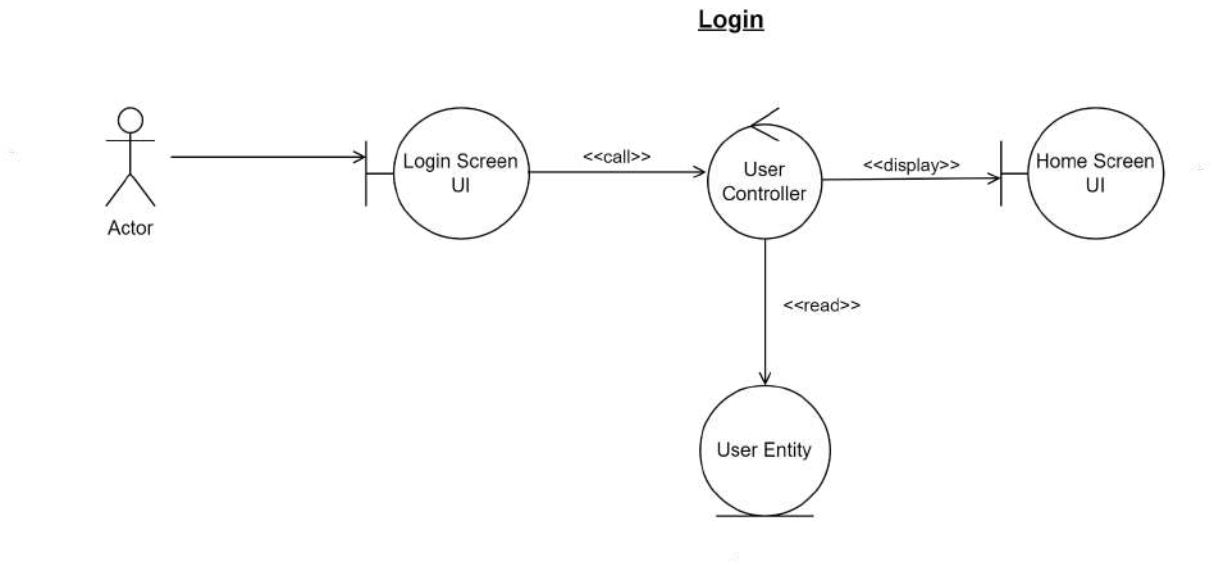 Login
Login Screen
UI
<<call>>
User
Controller
<<display>>
Home Screen
UI
Actor
<<read>>
User Entity